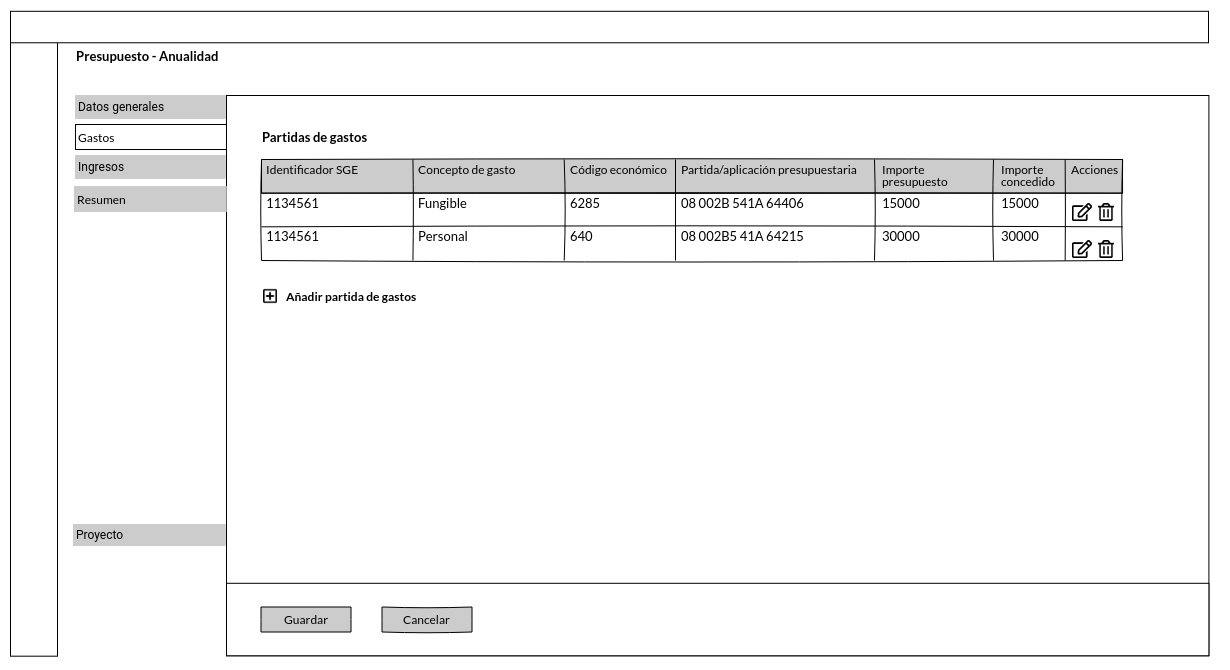 Presupuesto - Anualidad
Datos generales
Gastos
Ingresos
Resumen
Proyecto
Partidas de gastos
Identificador SGE Concepto de gasto Código económico Partida/aplicación presupuestaria Importe presupuesto Importe concedido Acciones
1134561 Fungible 6285 08 002B 541A 64406 15000 15000
1134561 Personal 640 08 002B5 41A 64215 30000 30000
Añadir partida de gastos
Guardar Cancelar